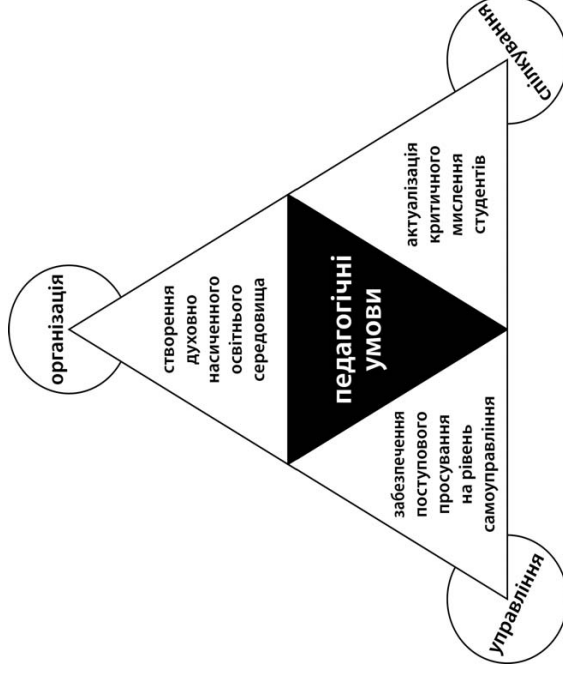 організація
створення
духовно
насиченного
освітнього
середовища
педагогічні
умови
забезпечення
поступового
просування
на рівень
самоуправління
актуалізація
критичного
мислення
студентів
управління
спілкування